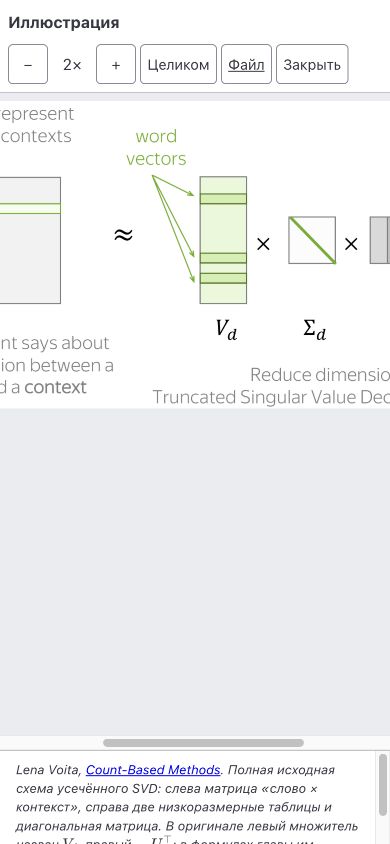 Иллюстрация
− 2× + Целиком Файл Закрыть
epresent
contexts
word
vectors
≈ × ×
V_d Σ_d
nt says about
ion between a
d a context
Reduce dimensio
Truncated Singular Value Dec
Lena Voita, Count-Based Methods. Полная исходная
схема усечённого SVD: слева матрица «слово ×
контекст», справа две низкоразмерные таблицы и
диагональная матрица. В оригинале левый множитель